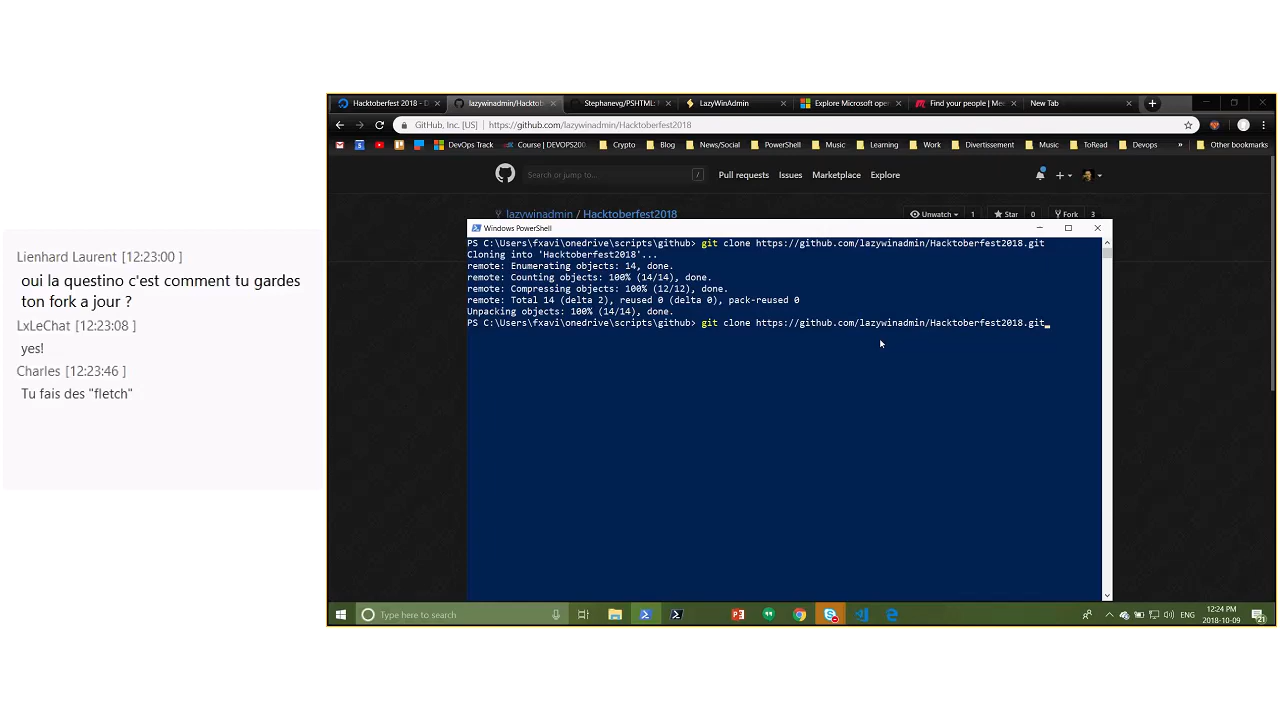 Lienhard Laurent [12:23:00 ]
oui la questino c'est comment tu gardes
ton fork a jour ?
LxLeChat [12:23:08 ]
yes!
Charles [12:23:46 ]
Tu fais des "fletch"
Hacktoberfest 2018 - D
lazywinadmin/Hacktob
Stephanevg/PSHTML:
LazyWinAdmin
Explore Microsoft ope
Find your people | Me
New Tab
GitHub, Inc. [US] https://github.com/lazywinadmin/Hacktoberfest2018
DevOps Track
Course | DEVOPS200
Crypto
Blog
News/Social
PowerShell
Music
Learning
Work
Divertissement
Music
ToRead
Devops
»
Other bookmarks
Search or jump to... /
Pull requests Issues Marketplace Explore
lazywinadmin / Hacktoberfest2018
Unwatch 1 Star 0 Fork 3
Windows PowerShell
PS C:\Users\fxavi\onedrive\scripts\github> git clone https://github.com/lazywinadmin/Hacktoberfest2018.git
Cloning into 'Hacktoberfest2018'...
remote: Enumerating objects: 14, done.
remote: Counting objects: 100% (14/14), done.
remote: Compressing objects: 100% (12/12), done.
remote: Total 14 (delta 2), reused 0 (delta 0), pack-reused 0
Unpacking objects: 100% (14/14), done.
PS C:\Users\fxavi\onedrive\scripts\github> git clone https://github.com/lazywinadmin/Hacktoberfest2018.git
Type here to search
ENG
12:24 PM
2018-10-09
21